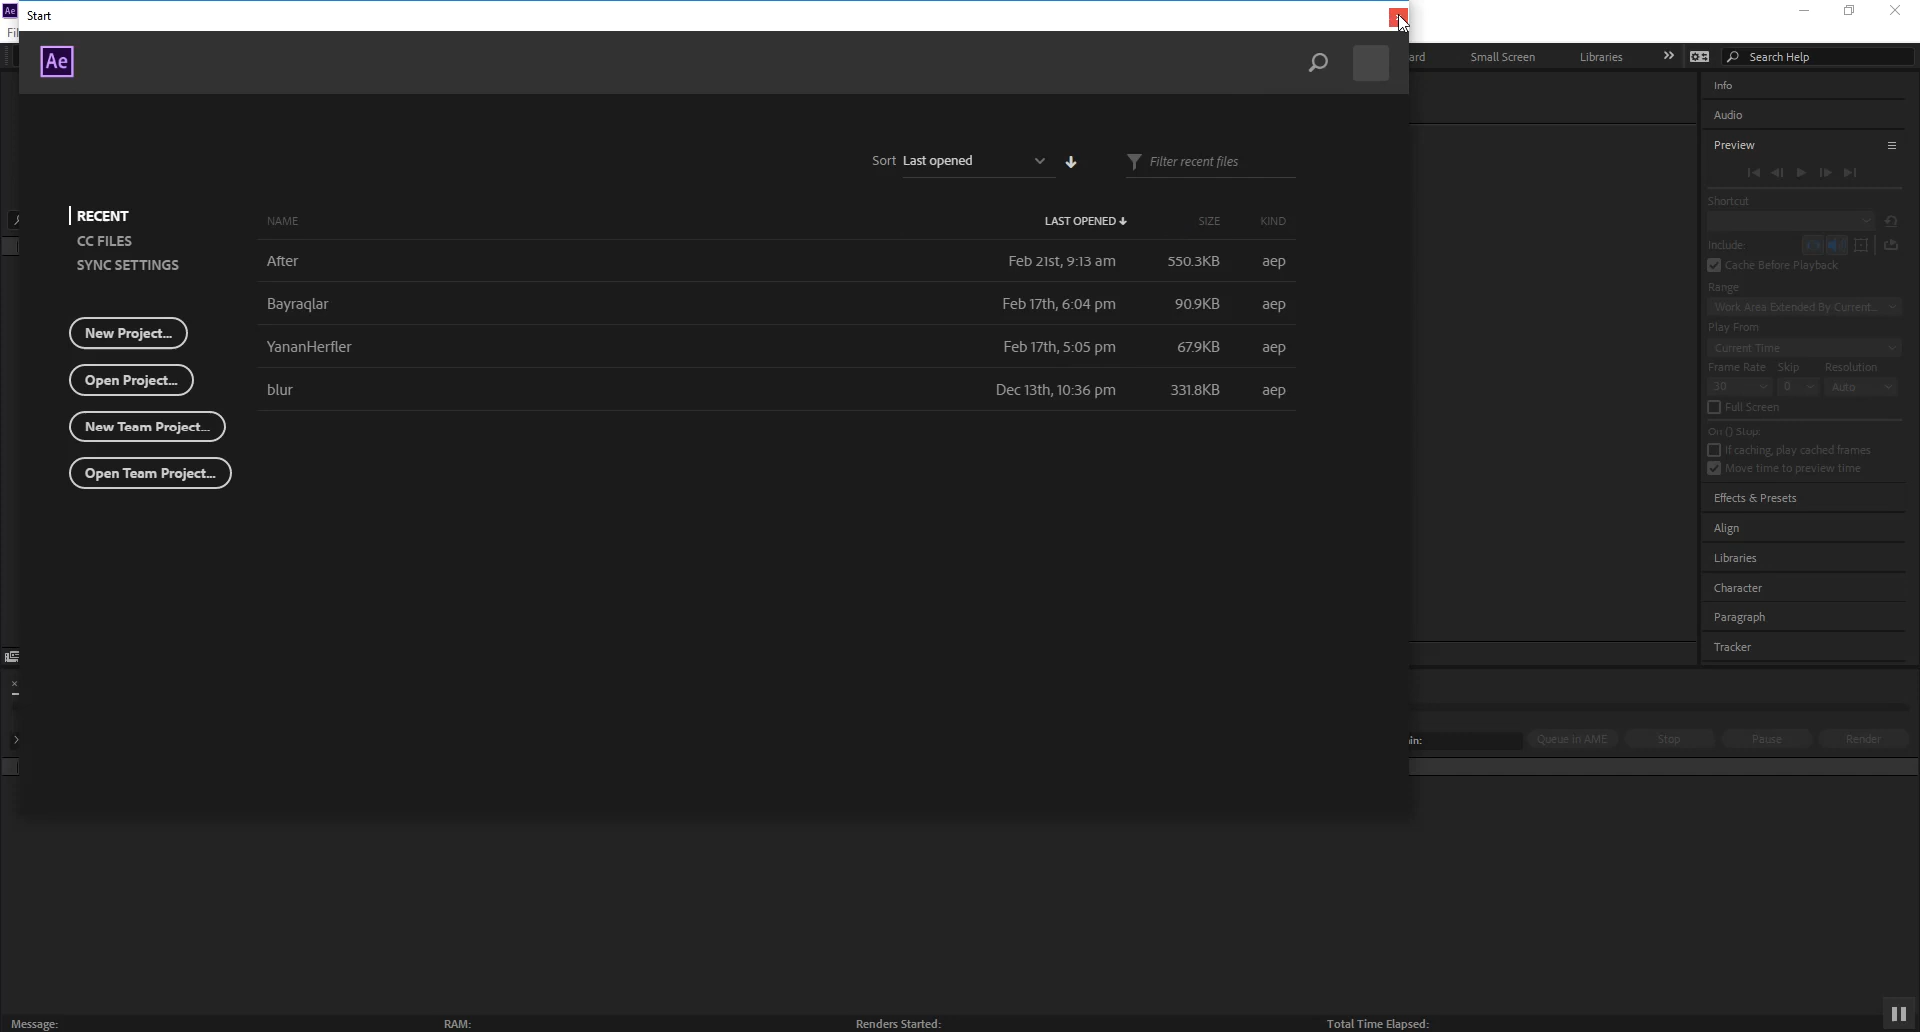 Ae Start
Fil
Ae
ard Small Screen Libraries » Search Help
Info
Audio
Preview
Shortcut
Include:
Cache Before Playback
Range
Work Area Extended By Current...
Play From
Current Time
Frame Rate Skip Resolution
30 0 Auto
Full Screen
On () Stop:
If caching, play cached frames
Move time to preview time
Effects & Presets
Align
Libraries
Character
Paragraph
Tracker
Sort Last opened Filter recent files
RECENT
CC FILES
SYNC SETTINGS
New Project...
Open Project...
New Team Project...
Open Team Project...
NAME LAST OPENED SIZE KIND
After Feb 21st, 9:13 am 550.3KB aep
Bayraqlar Feb 17th, 6:04 pm 90.9KB aep
YananHerfler Feb 17th, 5:05 pm 67.9KB aep
blur Dec 13th, 10:36 pm 331.8KB aep
in: Queue in AME Stop Pause Render
Message: RAM: Renders Started: Total Time Elapsed: